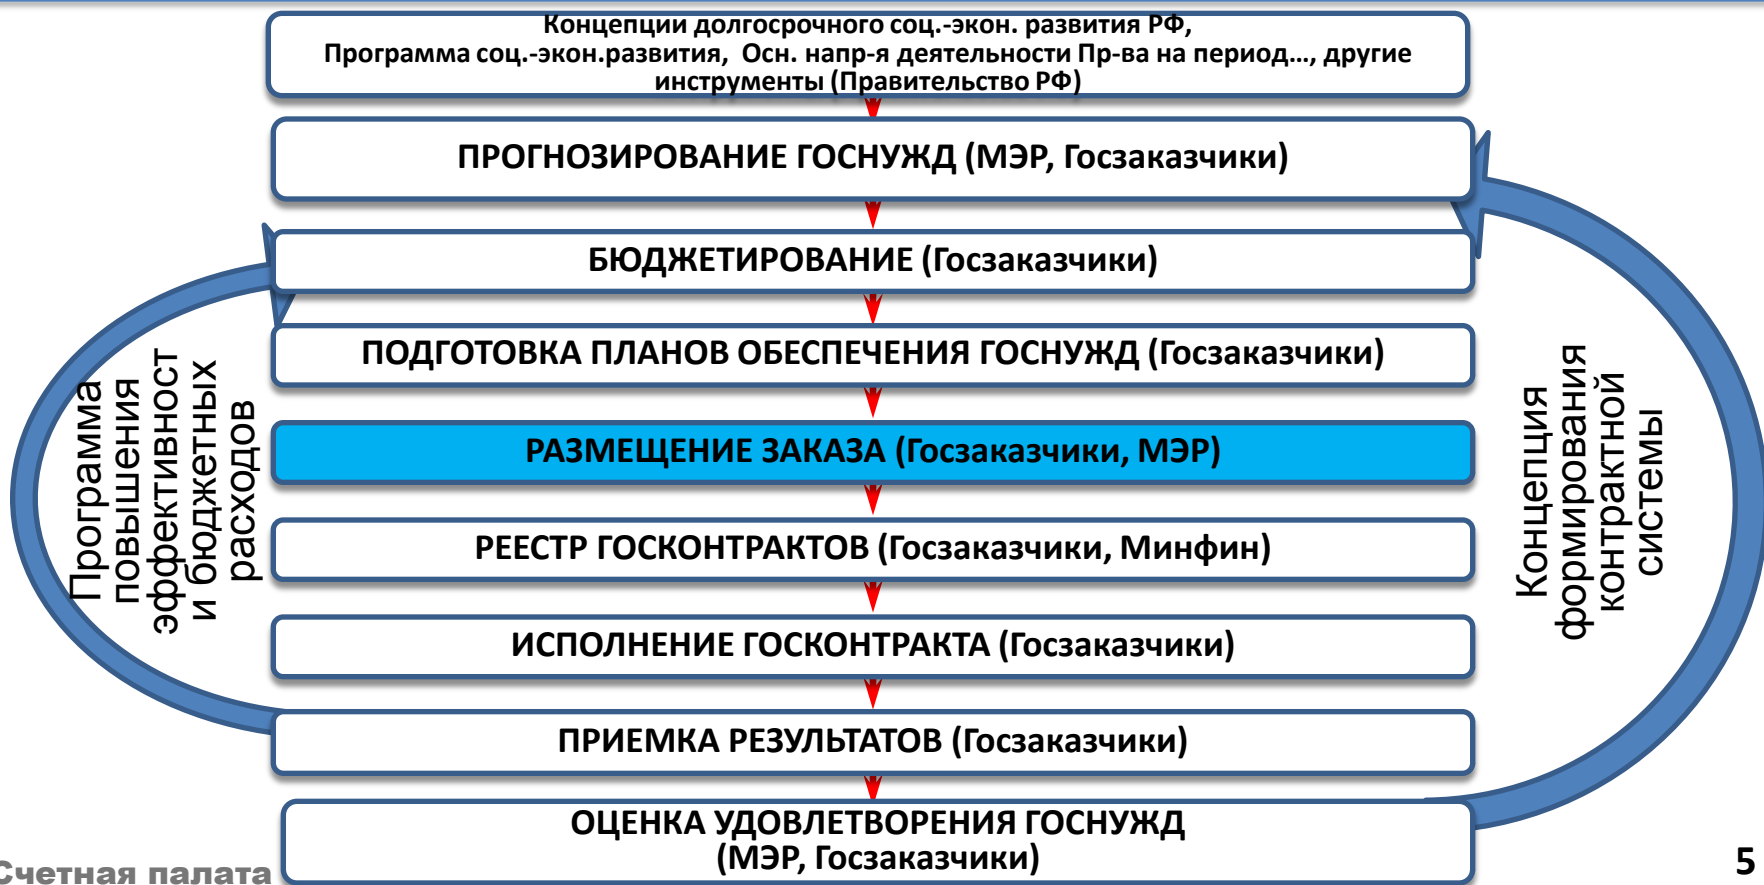 Концепции долгосрочного соц.-экон. развития РФ,
Программа соц.-экон.развития, Осн. напр-я деятельности Пр-ва на период…, другие
инструменты (Правительство РФ)
ПРОГНОЗИРОВАНИЕ ГОСНУЖД (МЭР, Госзаказчики)
БЮДЖЕТИРОВАНИЕ (Госзаказчики)
ПОДГОТОВКА ПЛАНОВ ОБЕСПЕЧЕНИЯ ГОСНУЖД (Госзаказчики)
РАЗМЕЩЕНИЕ ЗАКАЗА (Госзаказчики, МЭР)
РЕЕСТР ГОСКОНТРАКТОВ (Госзаказчики, Минфин)
ИСПОЛНЕНИЕ ГОСКОНТРАКТА (Госзаказчики)
ПРИЕМКА РЕЗУЛЬТАТОВ (Госзаказчики)
ОЦЕНКА УДОВЛЕТВОРЕНИЯ ГОСНУЖД
(МЭР, Госзаказчики)
Программа
повышения
эффективност
и бюджетных
расходов
Концепция
формирования
контрактной
системы
Счетная палата
5